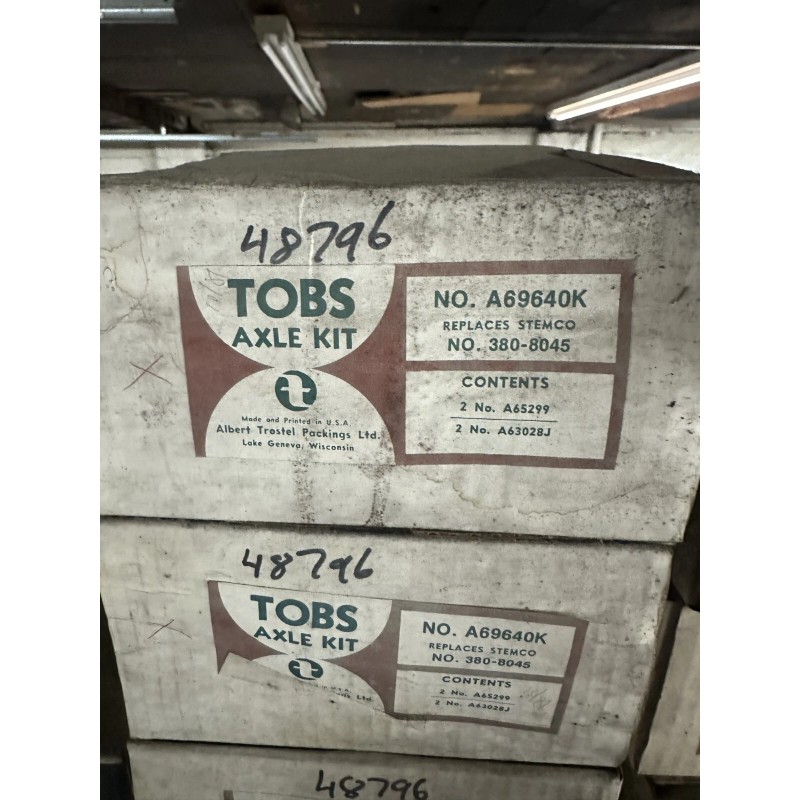 48796
TOBS
AXLE KIT
t
Made and Printed in U.S.A.
Albert Trostel Packings Ltd.
Lake Geneva, Wisconsin
NO. A69640K
REPLACES STEMCO
NO. 380-8045
CONTENTS
2 No. A65299
2 No. A63028J
X
48796
TOBS
AXLE KIT
t
U.S.A.
Ltd.
NO. A69640K
REPLACES STEMCO
NO. 380-8045
CONTENTS
2 No. A65299
2 No. A63028J
X
48796